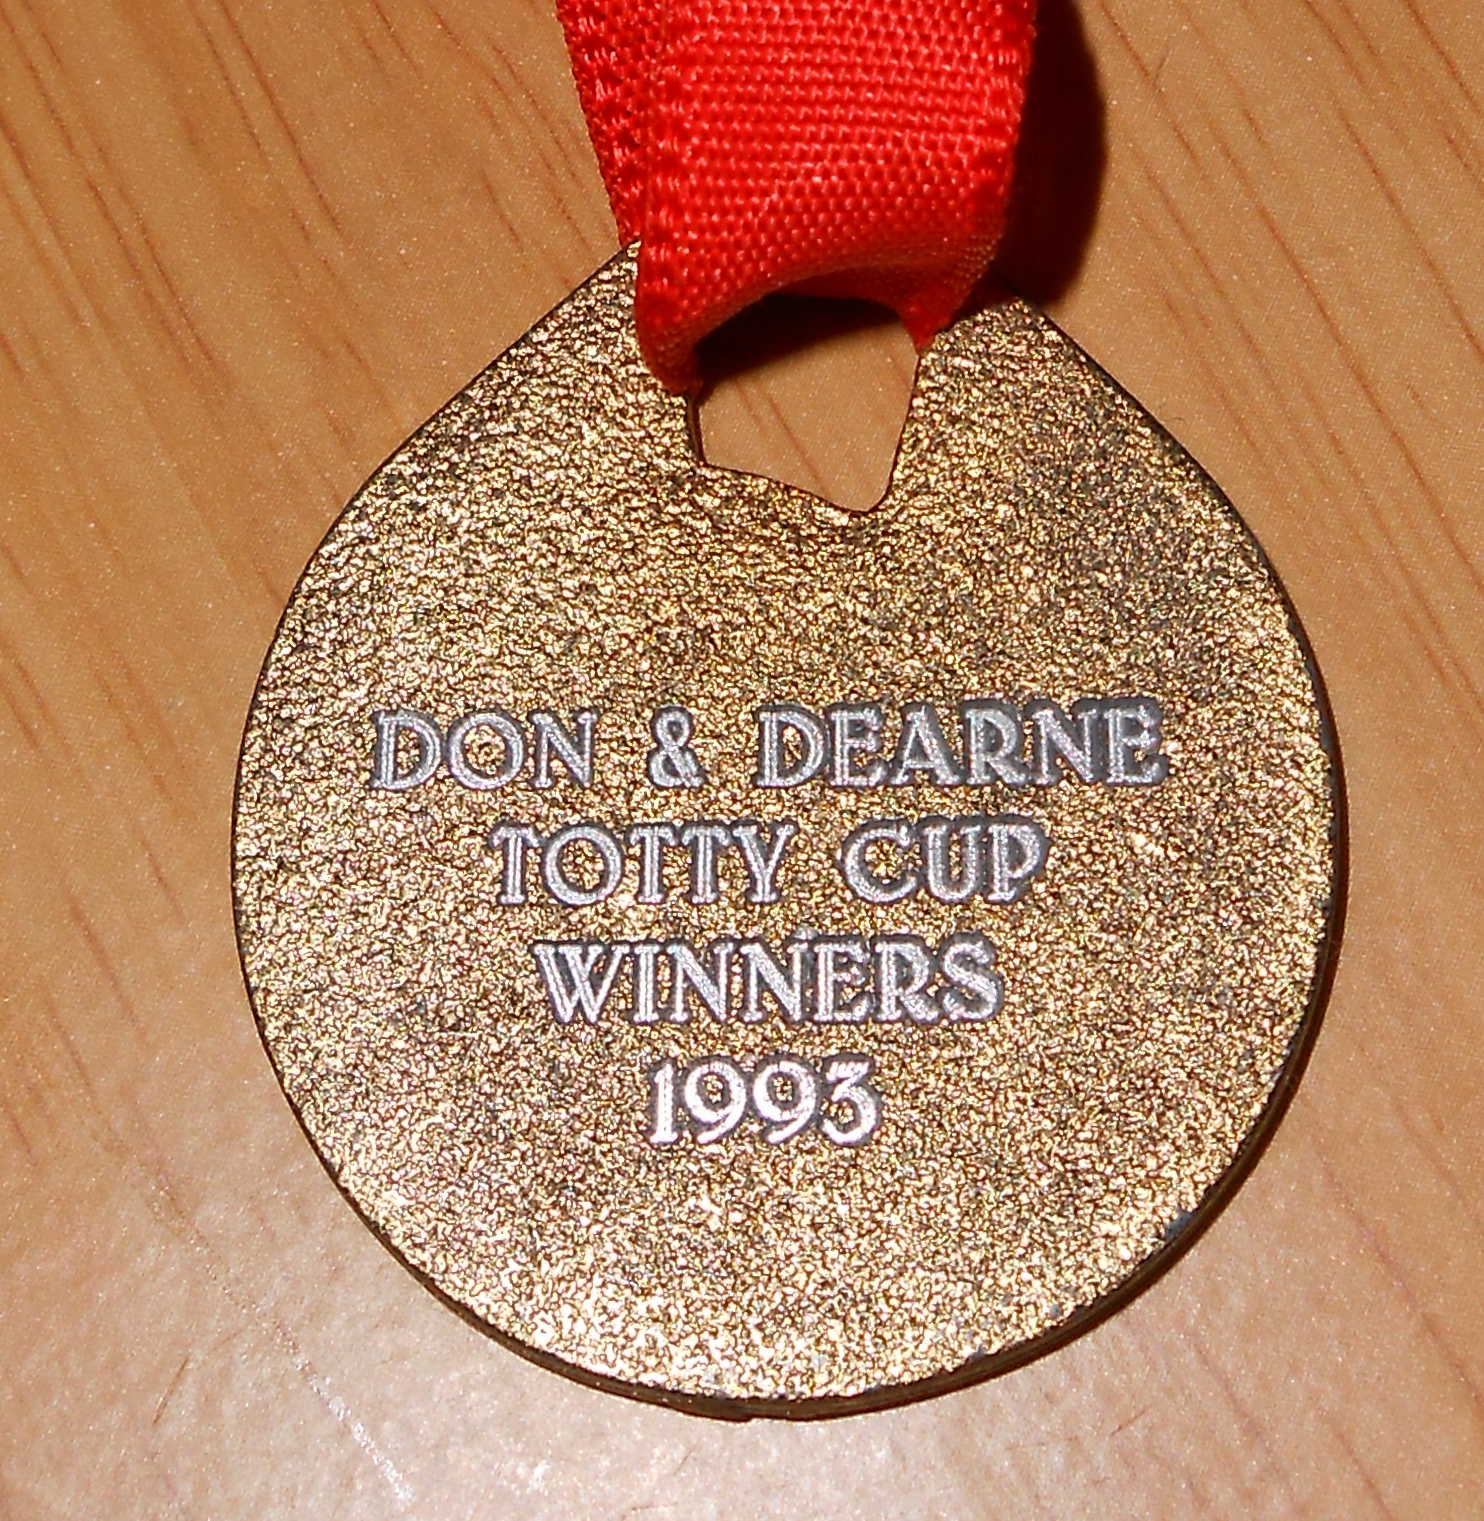 DON & DEARNE
TOTTY CUP
WINNERS
1993